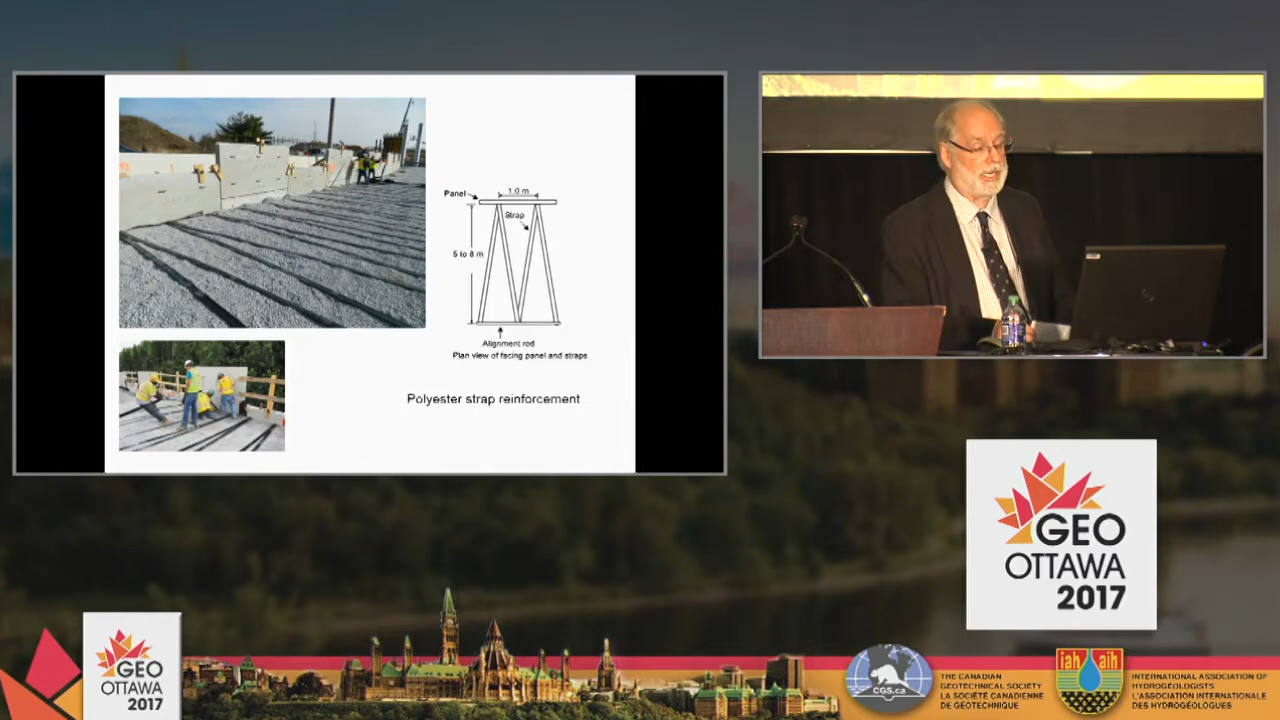 Panel
1.0 m
Strap
5 to 8 m
Alignment rod
Plan view of facing panel and straps
Polyester strap reinforcement
GEO
OTTAWA
2017
GEO
OTTAWA
2017
CGS.ca
THE CANADIAN
GEOTECHNICAL SOCIETY
LA SOCIÉTÉ CANADIENNE
DE GÉOTECHNIQUE
iah aih
INTERNATIONAL ASSOCIATION OF
HYDROGEOLOGISTS
L'ASSOCIATION INTERNATIONALE
DES HYDROGÉOLOGUES